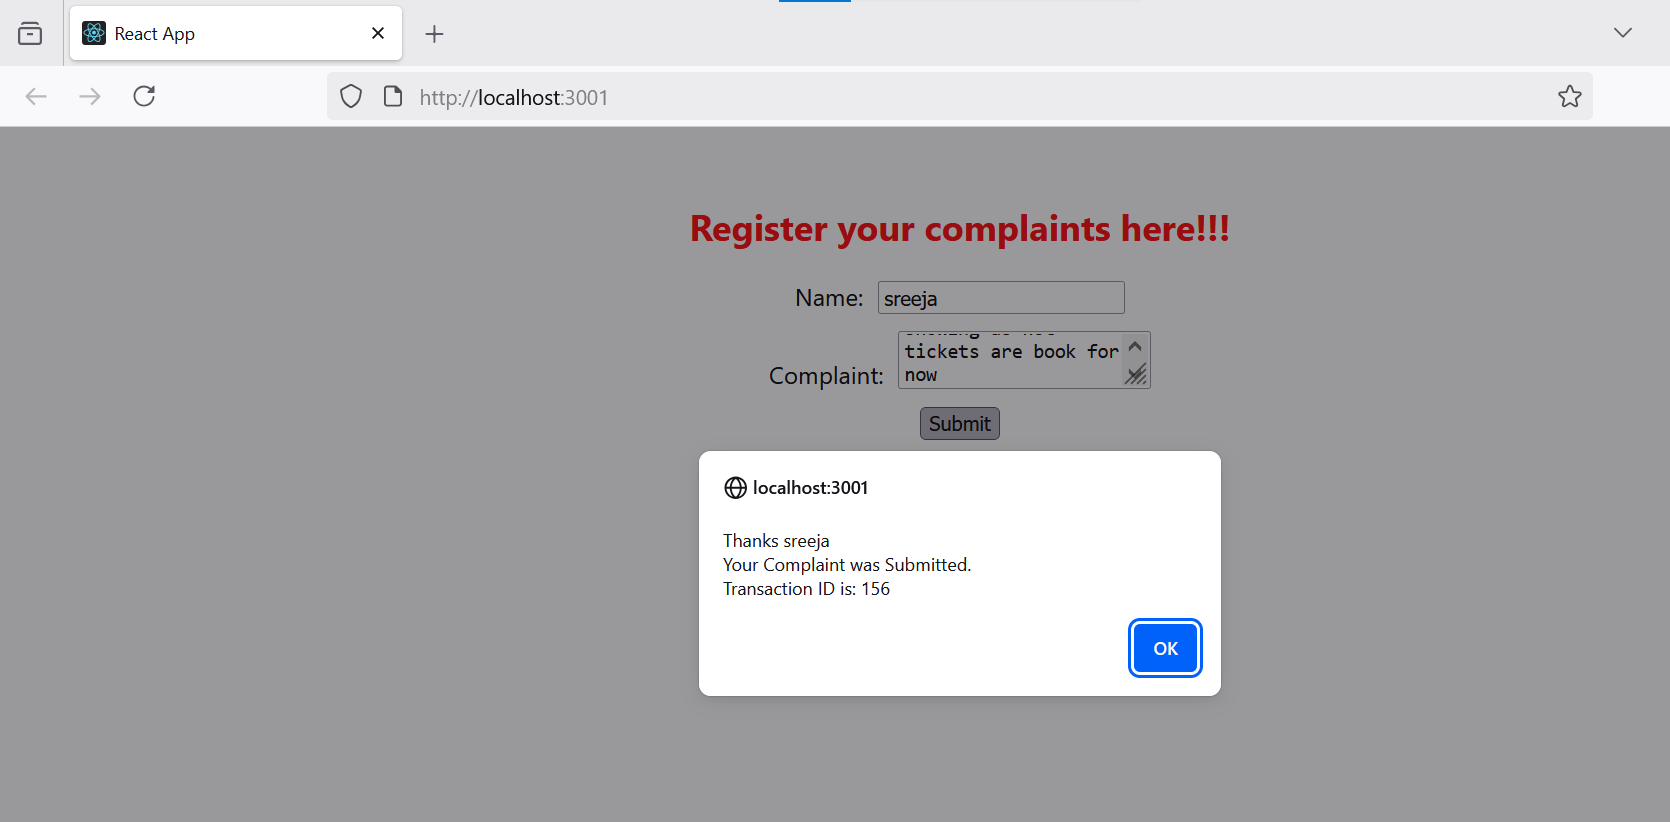 React App
http://localhost:3001
Register your complaints here!!!
Name: sreeja
tickets are book for
Complaint: now
Submit
localhost:3001
Thanks sreeja
Your Complaint was Submitted.
Transaction ID is: 156
OK